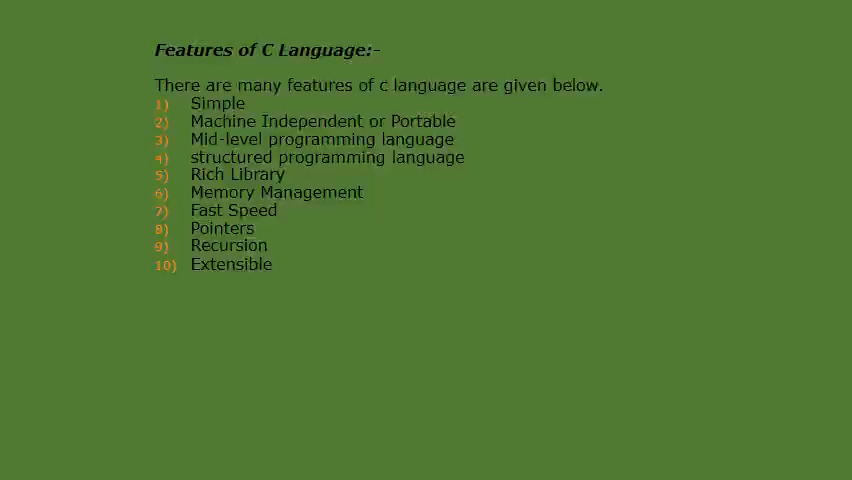 Features of C Language:-
There are many features of c language are given below.
1) Simple
2) Machine Independent or Portable
3) Mid-level programming language
4) structured programming language
5) Rich Library
6) Memory Management
7) Fast Speed
8) Pointers
9) Recursion
10) Extensible